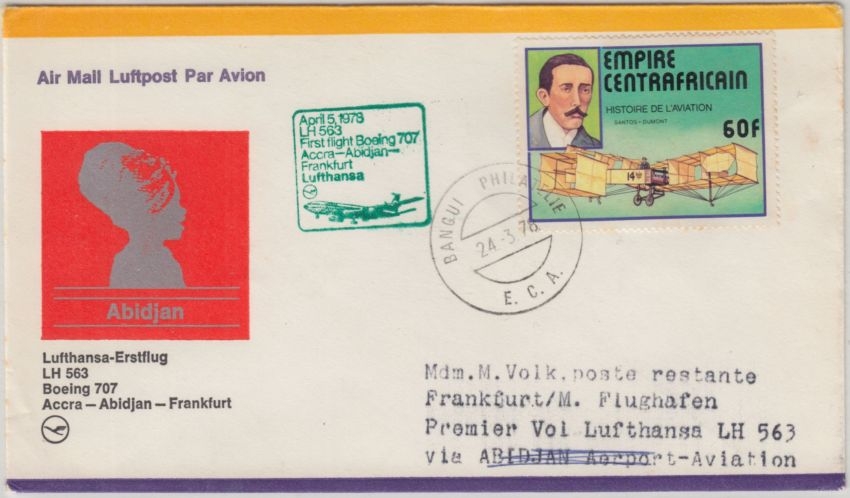 Air Mail Luftpost Par Avion
April 5, 1978
LH 563
First flight Boeing 707
Accra–Abidjan–
Frankfurt
Lufthansa
EMPIRE
CENTRAFRICAIN
HISTOIRE DE L'AVIATION
SANTOS - DUMONT
60F
14
BANGUI PHILATELIE
24.-3.78
E. C. A.
Abidjan
Lufthansa-Erstflug
LH 563
Boeing 707
Accra – Abidjan – Frankfurt
Mdm.M.Volk.poste restante
Frankfurt/M. Flughafen
Premier Vol Lufthansa LH 563
via ABIDJAN Aerport-Aviation